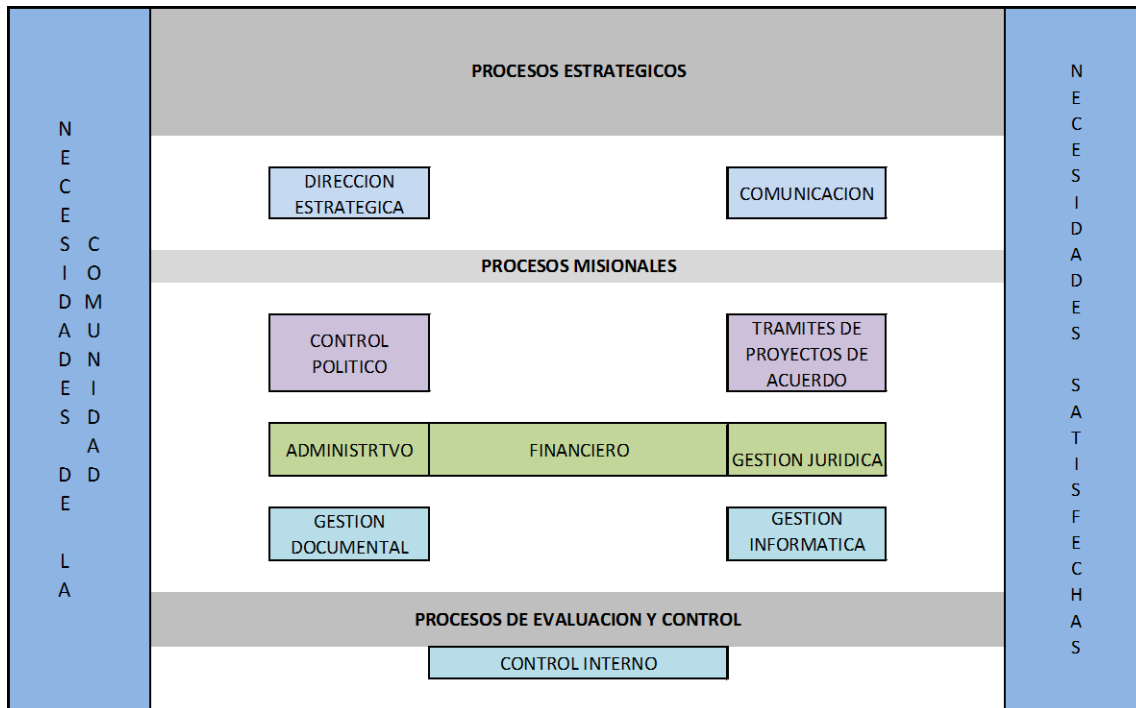 NECESIDADES DE LA
COMUNIDAD
PROCESOS ESTRATEGICOS
DIRECCION
ESTRATEGICA
COMUNICACION
PROCESOS MISIONALES
CONTROL
POLITICO
TRAMITES DE
PROYECTOS DE
ACUERDO
ADMINISTRTVO
FINANCIERO
GESTION JURIDICA
GESTION
DOCUMENTAL
GESTION
INFORMATICA
PROCESOS DE EVALUACION Y CONTROL
CONTROL INTERNO
NECESIDADES SATISFECHAS